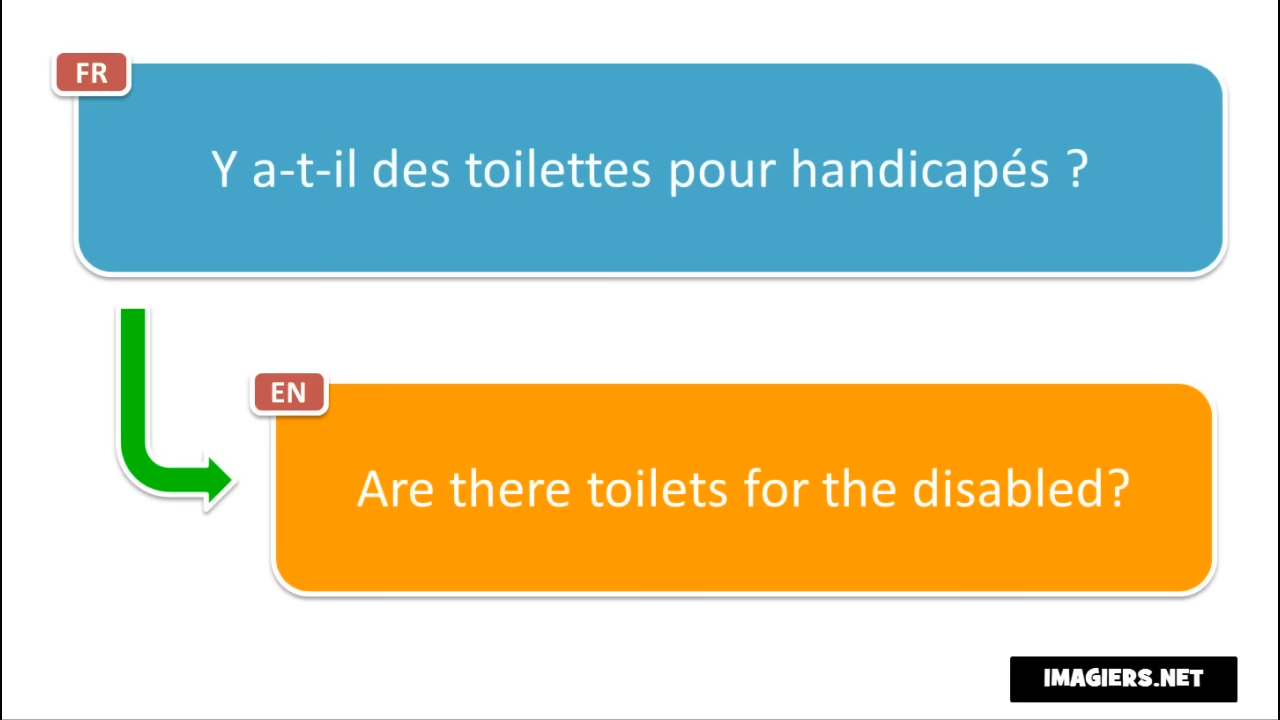 FR
Y a-t-il des toilettes pour handicapés ?
EN
Are there toilets for the disabled?
IMAGIERS.NET